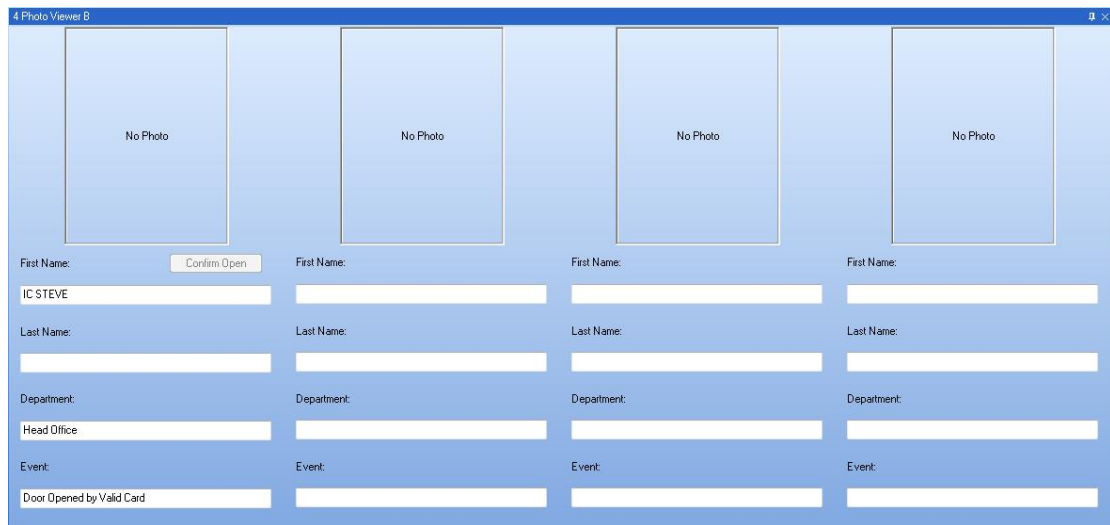 4 Photo Viewer B
No Photo No Photo No Photo No Photo
First Name: Confirm Open First Name: First Name: First Name:
IC STEVE
Last Name: Last Name: Last Name: Last Name:
Department: Department: Department: Department:
Head Office
Event: Event: Event: Event:
Door Opened by Valid Card